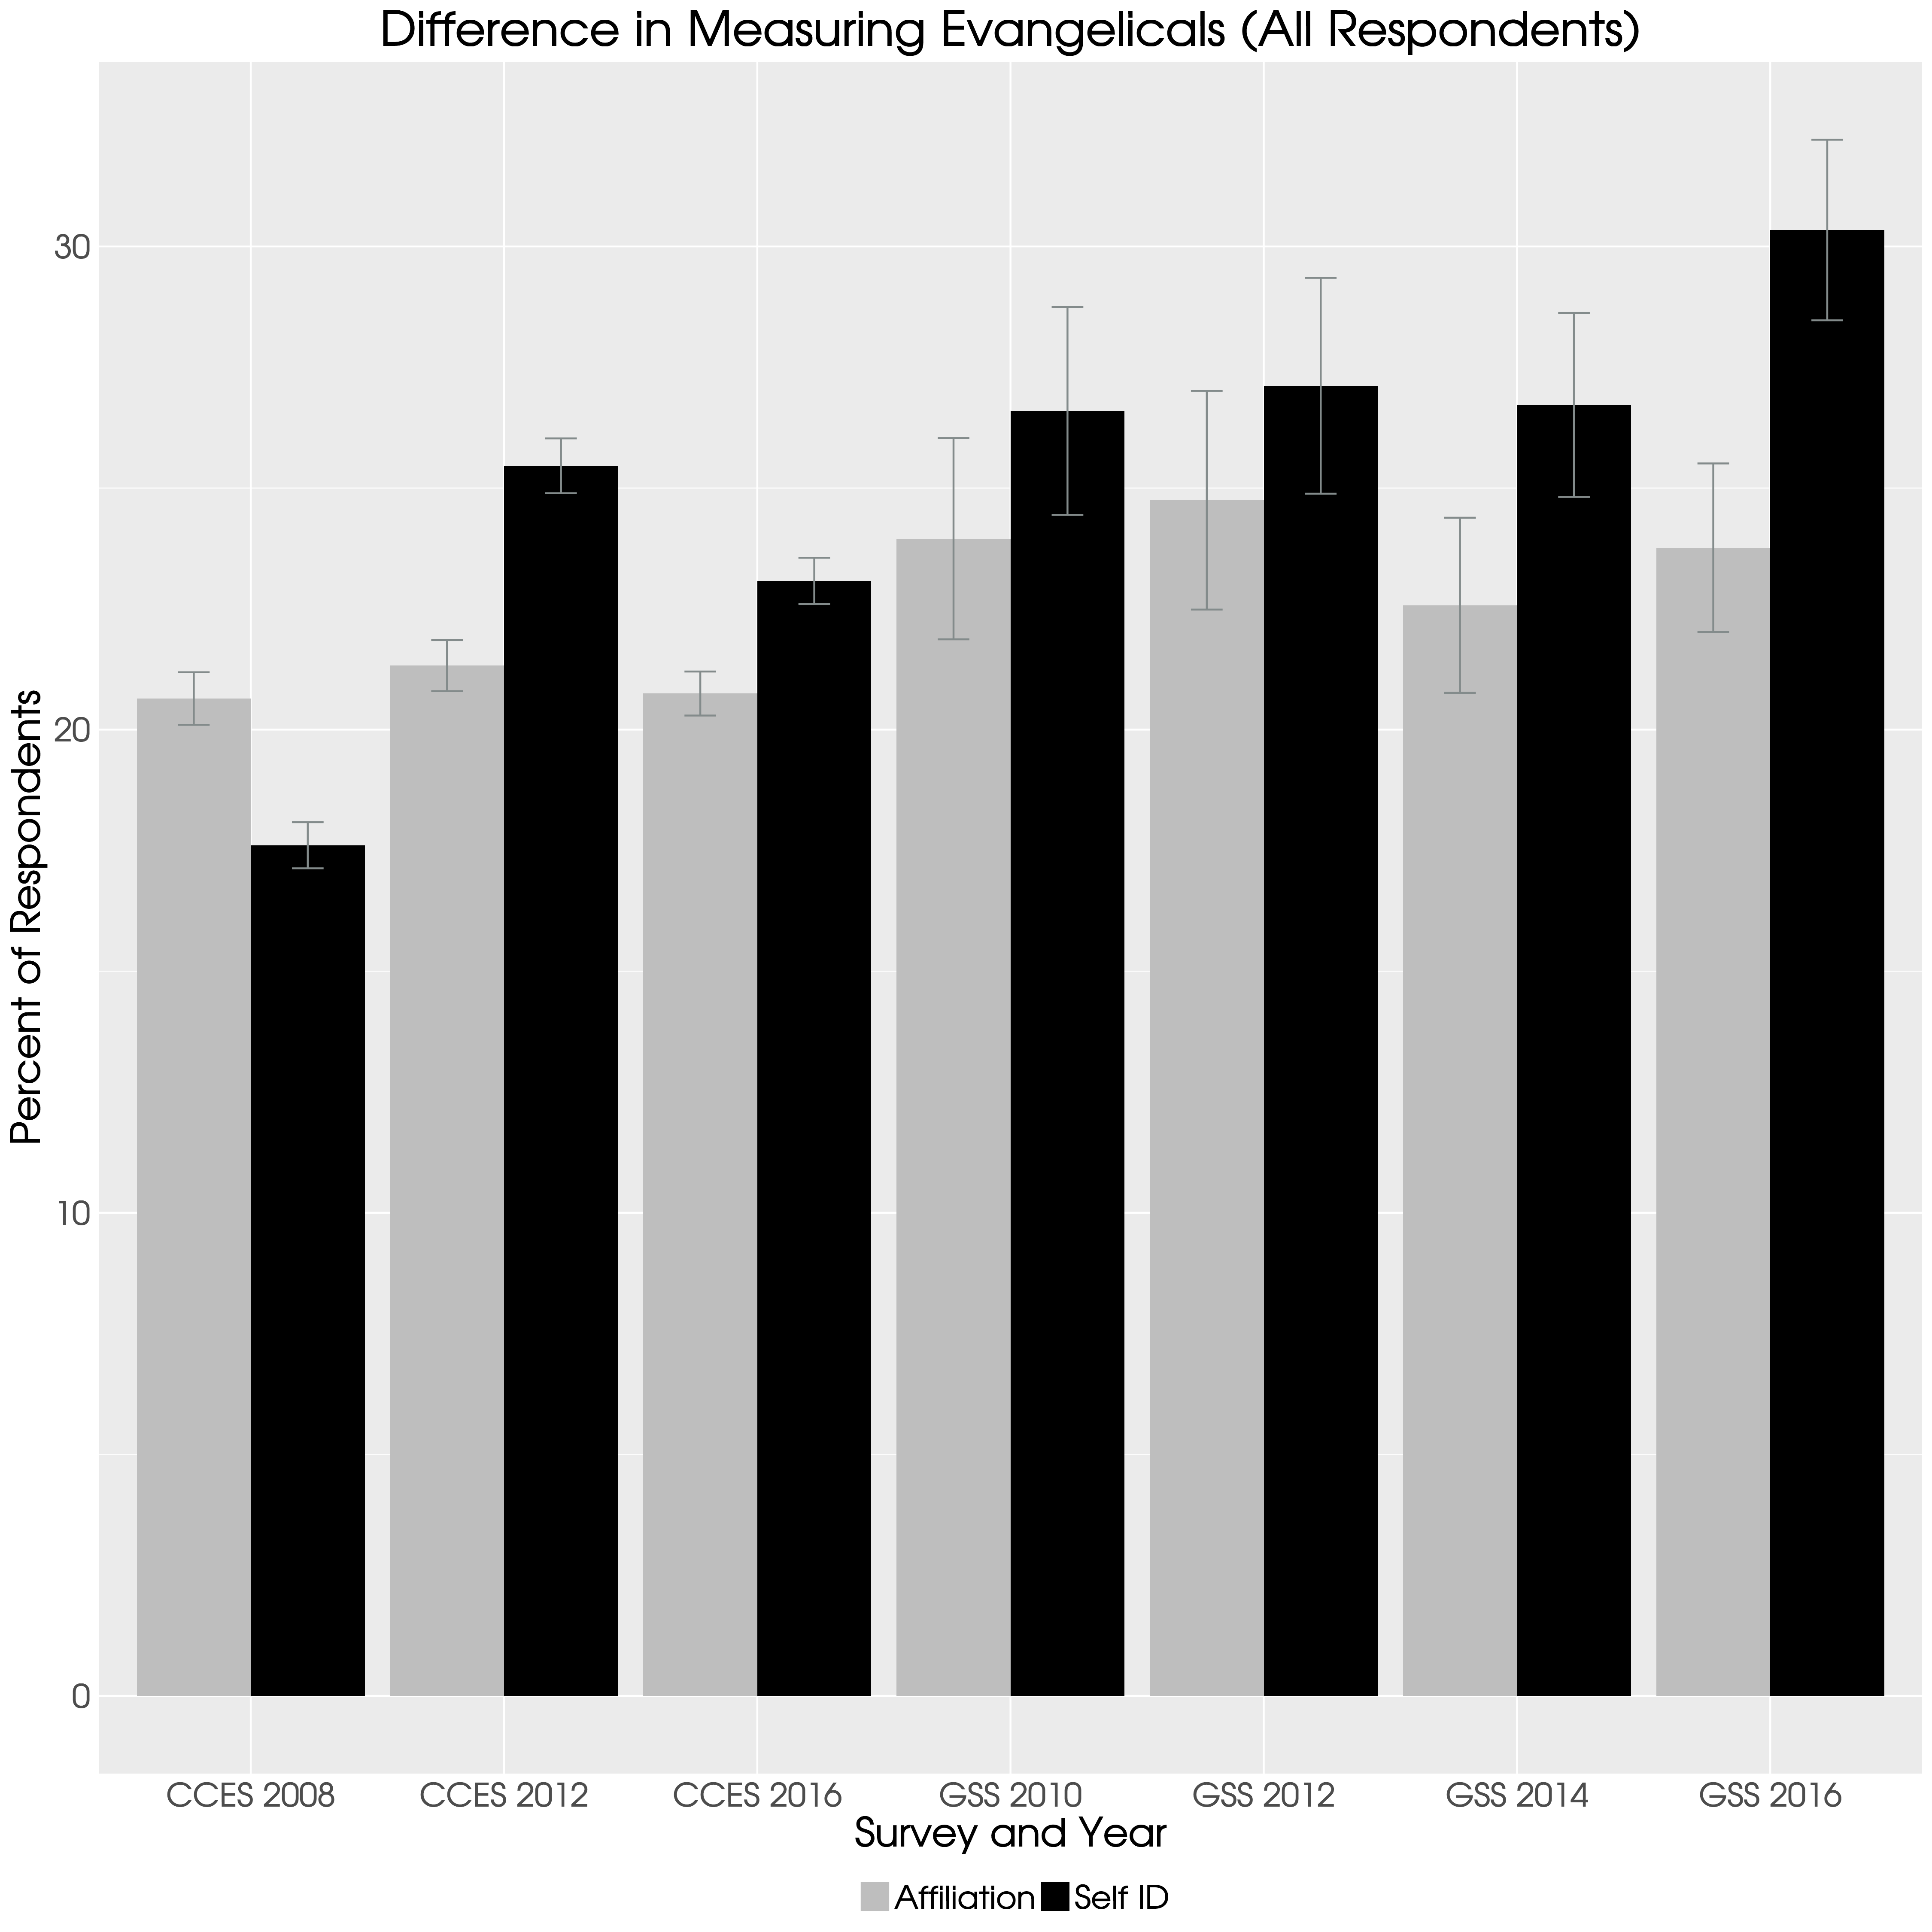 Difference in Measuring Evangelicals (All Respondents)
Percent of Respondents
30
20
10
0
CCES 2008 CCES 2012 CCES 2016 GSS 2010 GSS 2012 GSS 2014 GSS 2016
Survey and Year
Affiliation Self ID